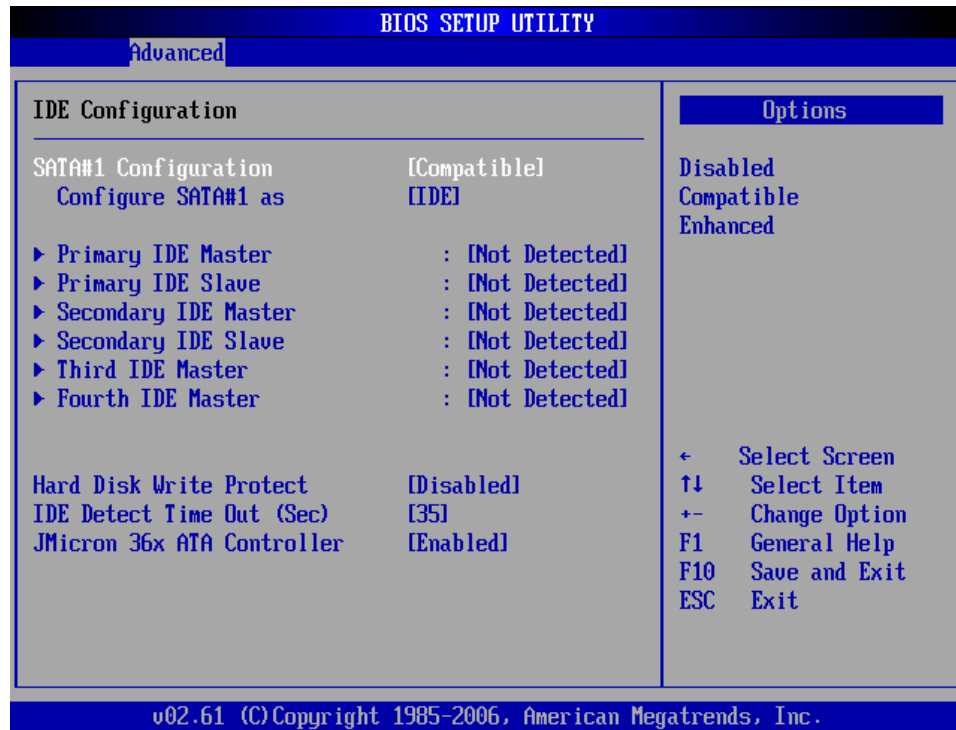 BIOS SETUP UTILITY
Advanced
IDE Configuration
SATA#1 Configuration [Compatible]
Configure SATA#1 as [IDE]
Primary IDE Master : [Not Detected]
Primary IDE Slave : [Not Detected]
Secondary IDE Master : [Not Detected]
Secondary IDE Slave : [Not Detected]
Third IDE Master : [Not Detected]
Fourth IDE Master : [Not Detected]
Hard Disk Write Protect [Disabled]
IDE Detect Time Out (Sec) [35]
JMicron 36x ATA Controller [Enabled]
Options
Disabled
Compatible
Enhanced
← Select Screen
↑↓ Select Item
+- Change Option
F1 General Help
F10 Save and Exit
ESC Exit
v02.61 (C)Copyright 1985-2006, American Megatrends, Inc.